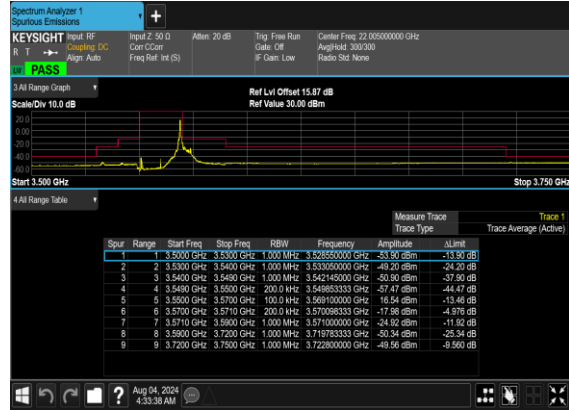 Spectrum Analyzer 1
Spurious Emissions
KEYSIGHT Input: RF Input Z: 50 Ω Atten: 20 dB Trig: Free Run Center Freq: 22.005000000 GHz
R T Coupling: DC Corr CCorr Gate: Off Avg|Hold: 300/300
Align: Auto Freq Ref: Int (S) IF Gain: Low Radio Std: None
LW PASS
3 All Range Graph Ref Lvl Offset 15.87 dB
Scale/Div 10.0 dB Ref Value 30.00 dBm
20.0
0.00
-20.0
-40.0
-60.0
Start 3.500 GHz Stop 3.750 GHz
4 All Range Table
Measure Trace Trace 1
Trace Type Trace Average (Active)
Spur Range Start Freq Stop Freq RBW Frequency Amplitude ΔLimit
1 1 3.5000 GHz 3.5300 GHz 1.000 MHz 3.528550000 GHz -53.90 dBm -13.90 dB
2 2 3.5300 GHz 3.5400 GHz 1.000 MHz 3.533050000 GHz -49.20 dBm -24.20 dB
3 3 3.5400 GHz 3.5490 GHz 1.000 MHz 3.542145000 GHz -50.90 dBm -37.90 dB
4 4 3.5490 GHz 3.5500 GHz 200.0 kHz 3.549853333 GHz -57.47 dBm -44.47 dB
5 5 3.5500 GHz 3.5700 GHz 100.0 kHz 3.569100000 GHz 16.54 dBm -13.46 dB
6 6 3.5700 GHz 3.5710 GHz 200.0 kHz 3.570098333 GHz -17.98 dBm -4.976 dB
7 7 3.5710 GHz 3.5900 GHz 1.000 MHz 3.571000000 GHz -24.92 dBm -11.92 dB
8 8 3.5900 GHz 3.7200 GHz 1.000 MHz 3.719783333 GHz -50.34 dBm -25.34 dB
9 9 3.7200 GHz 3.7500 GHz 1.000 MHz 3.722800000 GHz -49.56 dBm -9.560 dB
? Aug 04, 2024
4:33:38 AM